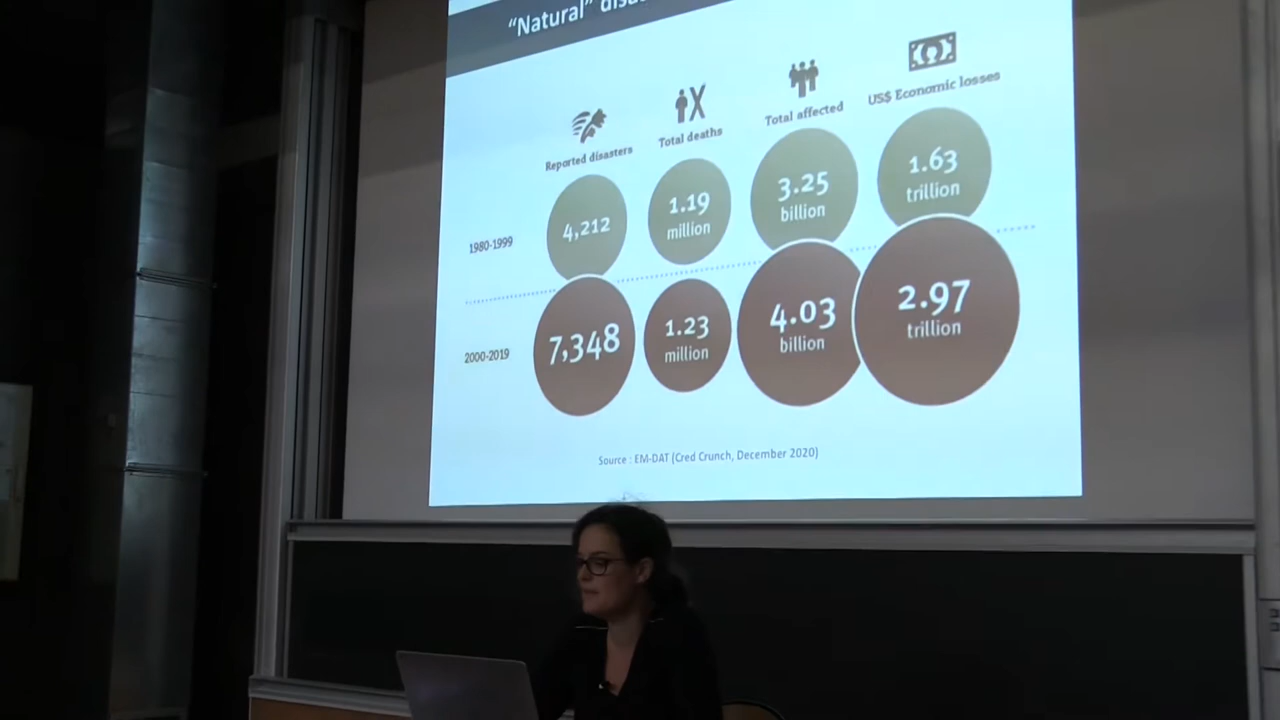 "Natural"
Reported disasters
Total deaths
Total affected
US$ Economic losses
1980-1999
4,212
1.19
million
3.25
billion
1.63
trillion
2000-2019
7,348
1.23
million
4.03
billion
2.97
trillion
Source : EM-DAT (Cred Crunch, December 2020)